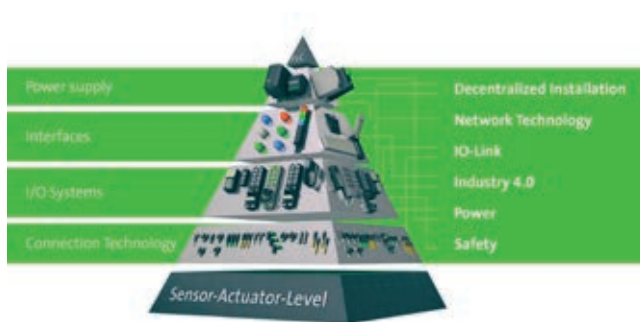 Power supply
Interfaces
I/O Systems
Connection Technology
Decentralized Installation
Network Technology
IO-Link
Industry 4.0
Power
Safety
Sensor-Actuator-Level